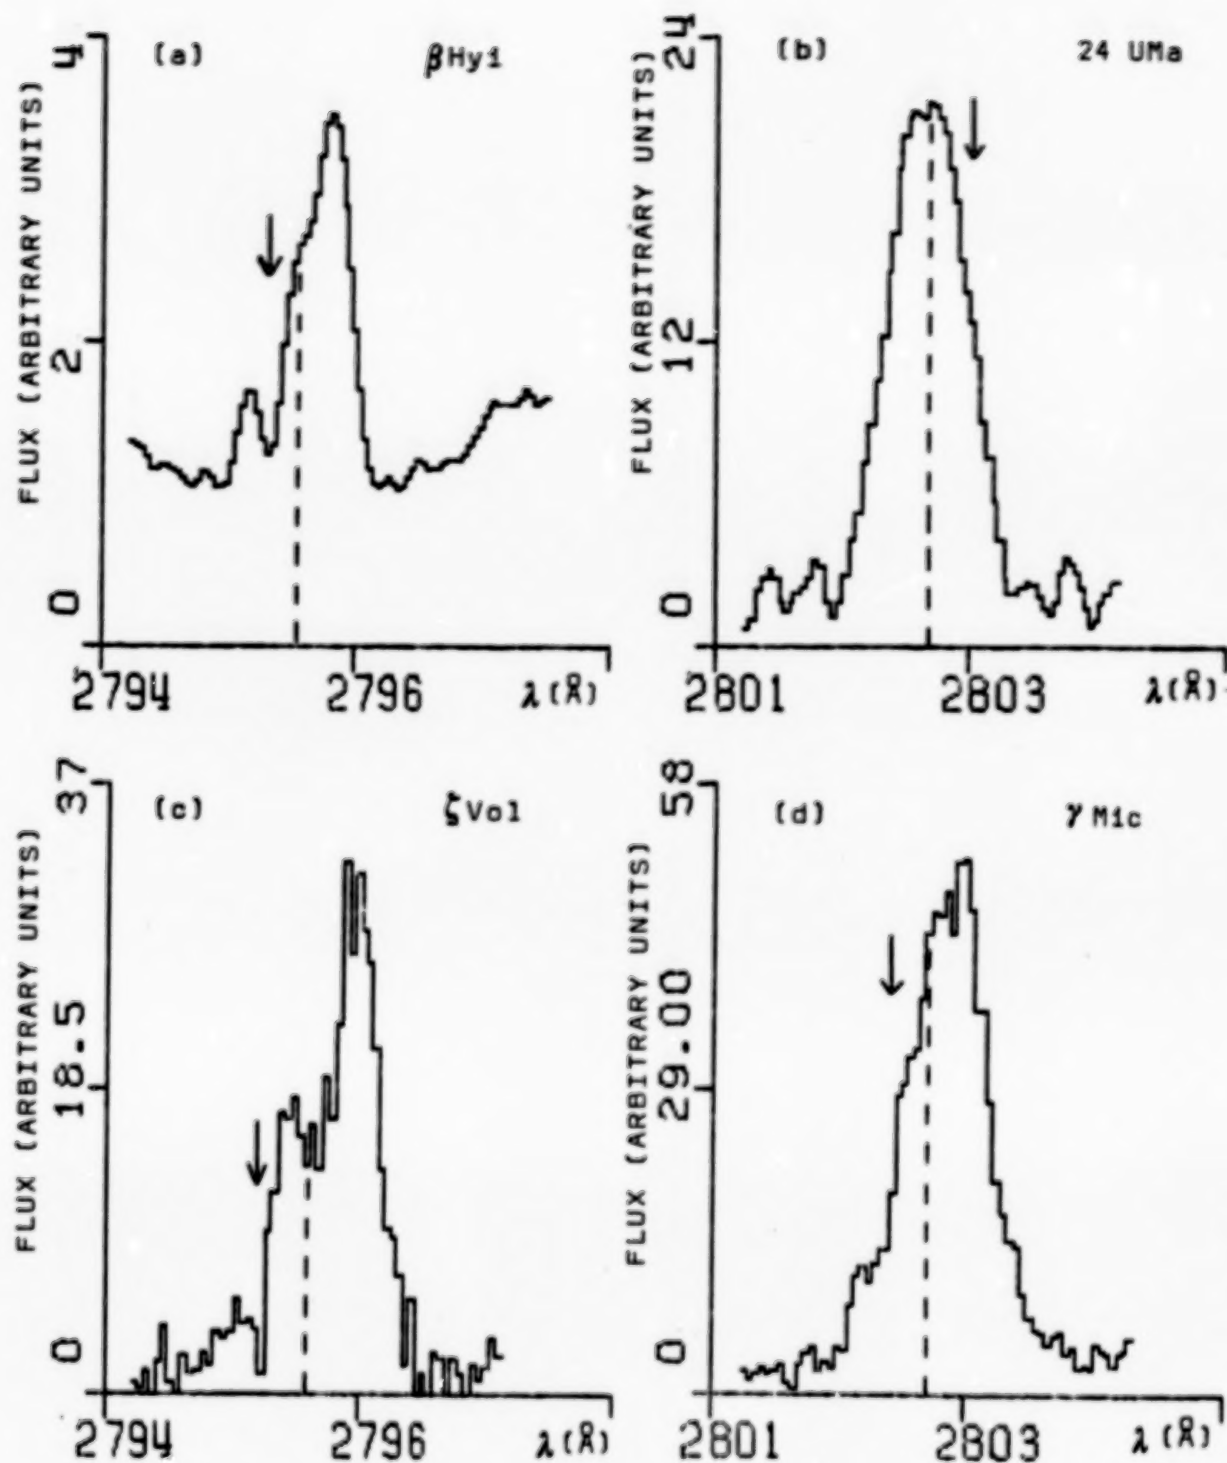 (a)
βHyi
FLUX (ARBITRARY UNITS)
4
2
0
2794
2796
λ(Å)
(b)
24 UMa
FLUX (ARBITRARY UNITS)
24
12
0
2801
2803
λ(Å)
(c)
ζVol
FLUX (ARBITRARY UNITS)
37
18.5
0
2794
2796
λ(Å)
(d)
γMic
FLUX (ARBITRARY UNITS)
58
29.00
0
2801
2803
λ(Å)